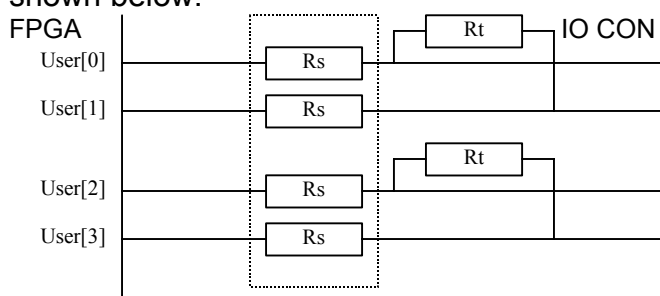 shown below.
FPGA Rt IO CON
User[0] Rs
User[1] Rs
Rt
User[2] Rs
User[3] Rs